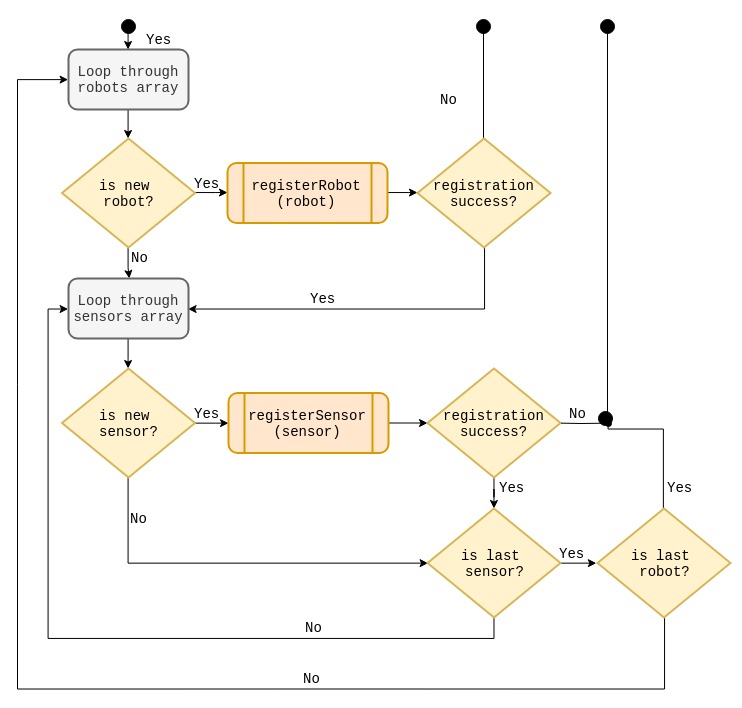 Yes
Loop through
robots array
No
is new
robot?
Yes
registerRobot
(robot)
registration
success?
No
Loop through
sensors array
Yes
is new
sensor?
Yes
registerSensor
(sensor)
registration
success?
No
Yes
Yes
No
is last
sensor?
Yes
is last
robot?
No
No